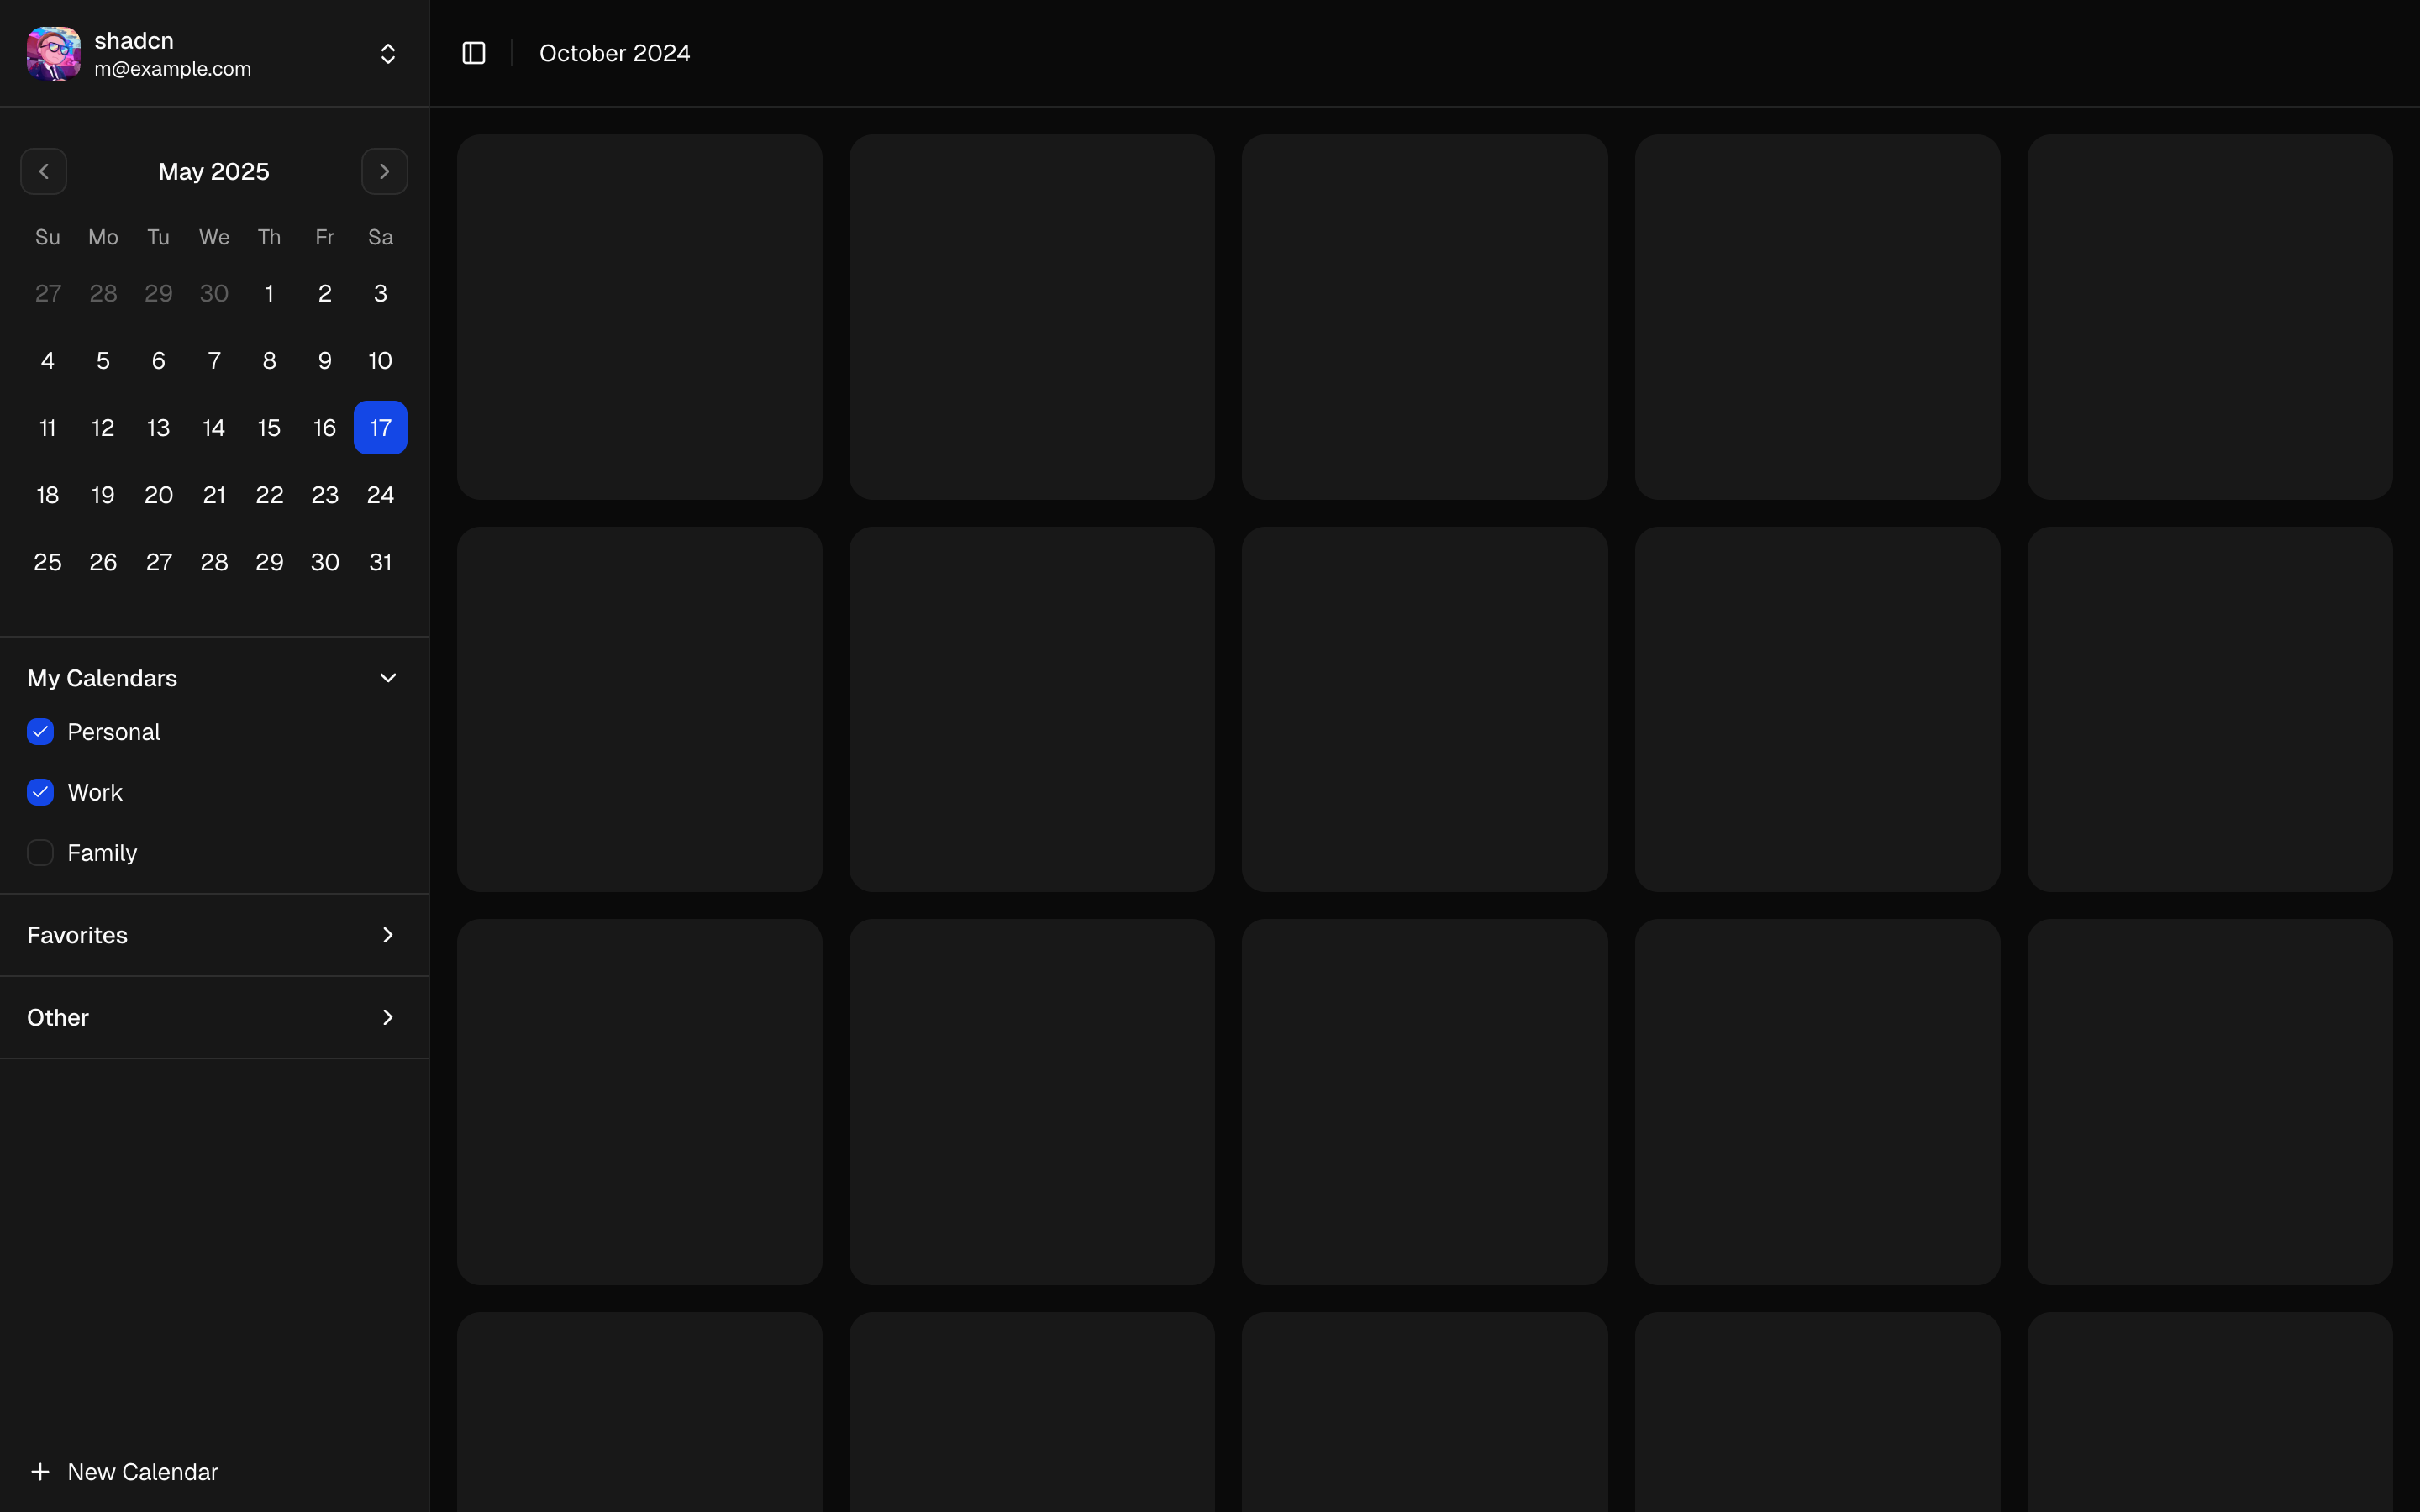 shadcn
m@example.com
October 2024
May 2025
Su Mo Tu We Th Fr Sa
27 28 29 30 1 2 3
4 5 6 7 8 9 10
11 12 13 14 15 16 17
18 19 20 21 22 23 24
25 26 27 28 29 30 31
My Calendars
Personal
Work
Family
Favorites
Other
New Calendar